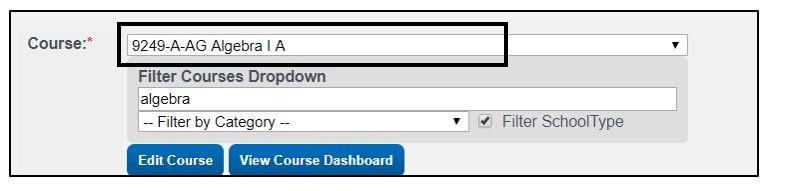 Course:* 9249-A-AG Algebra I A
Filter Courses Dropdown
algebra
-- Filter by Category -- Filter SchoolType
Edit Course View Course Dashboard